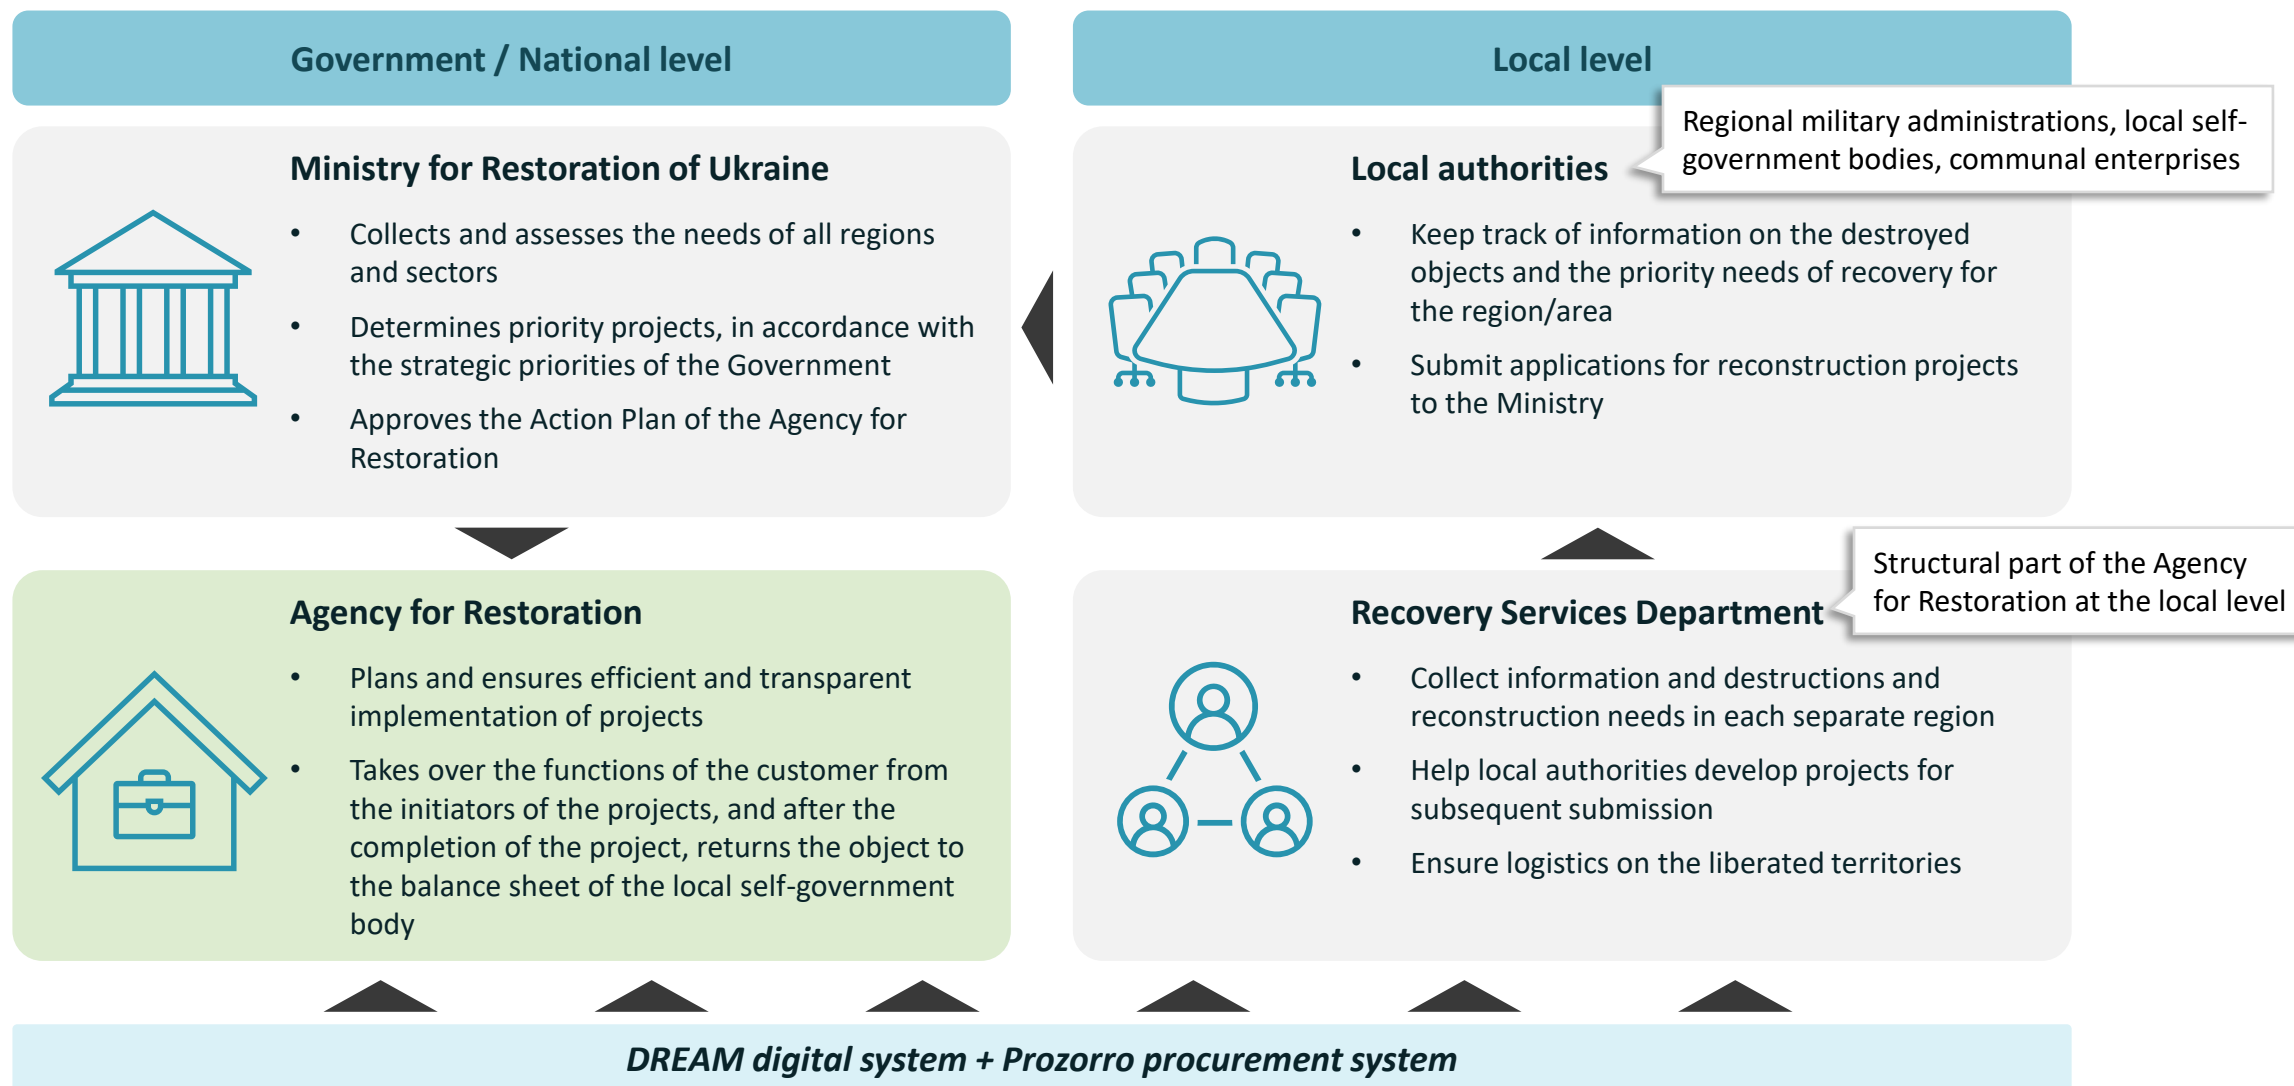 Government / National level
Ministry for Restoration of Ukraine
• Collects and assesses the needs of all regions
and sectors
• Determines priority projects, in accordance with
the strategic priorities of the Government
• Approves the Action Plan of the Agency for
Restoration
Agency for Restoration
• Plans and ensures efficient and transparent
implementation of projects
• Takes over the functions of the customer from
the initiators of the projects, and after the
completion of the project, returns the object to
the balance sheet of the local self-government
body
Local level
Regional military administrations, local self-
government bodies, communal enterprises
Local authorities
• Keep track of information on the destroyed
objects and the priority needs of recovery for
the region/area
• Submit applications for reconstruction projects
to the Ministry
Structural part of the Agency
for Restoration at the local level
Recovery Services Department
• Collect information and destructions and
reconstruction needs in each separate region
• Help local authorities develop projects for
subsequent submission
• Ensure logistics on the liberated territories
DREAM digital system + Prozorro procurement system